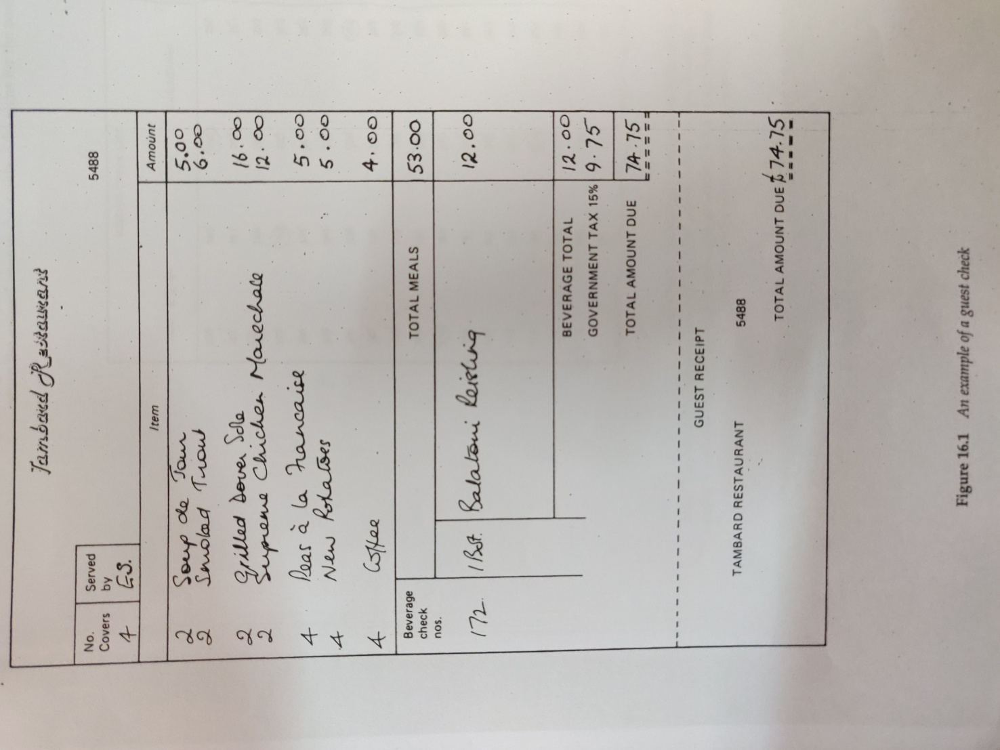 Tambard Restaurant
5488
No. Covers Served by
4 E.S.
Item Amount
2 Soup de Jour 5.00
2 Smoked Trout 6.00
2 Grilled Dover Sole 16.00
2 Supreme Chicken Marechale 12.00
4 Peas à la Francaise 5.00
4 New Potatoes 5.00
4 Coffee 4.00
Beverage check nos. TOTAL MEALS 53.00
172. 1 Bot. Balatoni Reisling 12.00
BEVERAGE TOTAL 12.00
GOVERNMENT TAX 15% 9.75
TOTAL AMOUNT DUE 74.75
GUEST RECEIPT
TAMBARD RESTAURANT 5488
TOTAL AMOUNT DUE 74.75
Figure 16.1 An example of a guest check